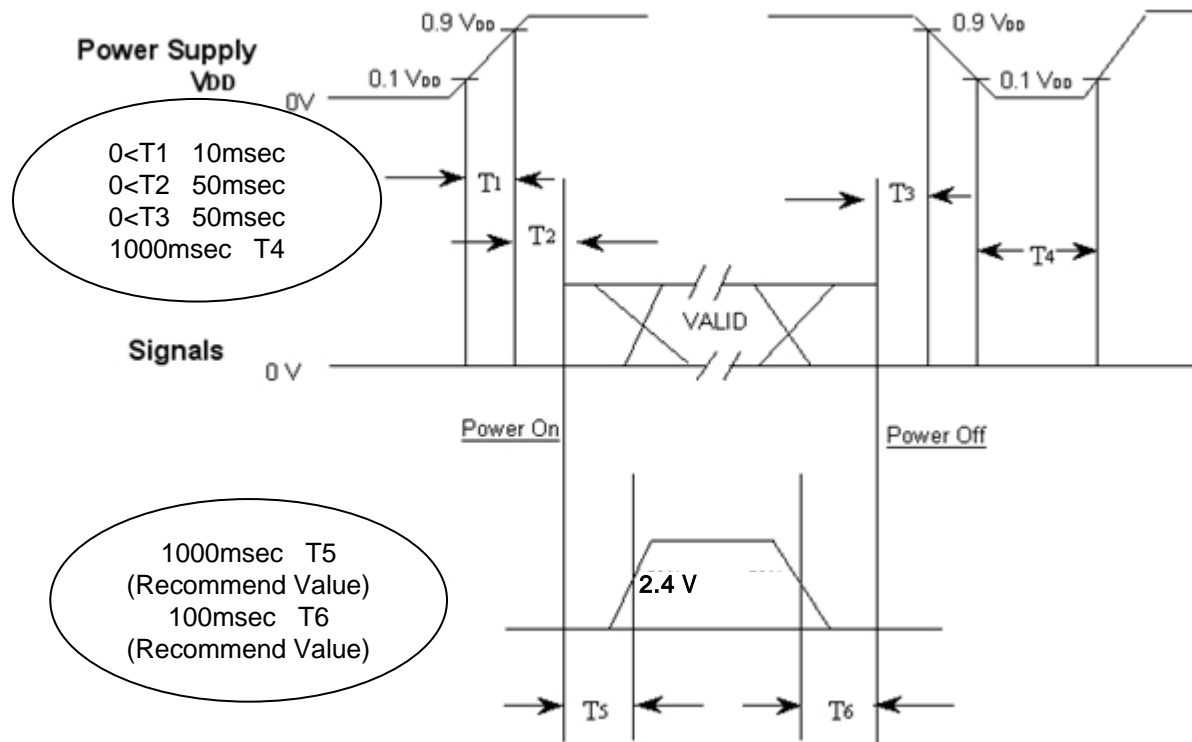 0.9 VDD
0.9 VDD
Power Supply
VDD
0.1 VDD
0.1 VDD
0V
0<T1 10msec
0<T2 50msec
0<T3 50msec
1000msec T4
T1
T3
T2
T4
VALID
Signals
0 V
Power On
Power Off
1000msec T5
(Recommend Value)
100msec T6
(Recommend Value)
2.4 V
T5
T6